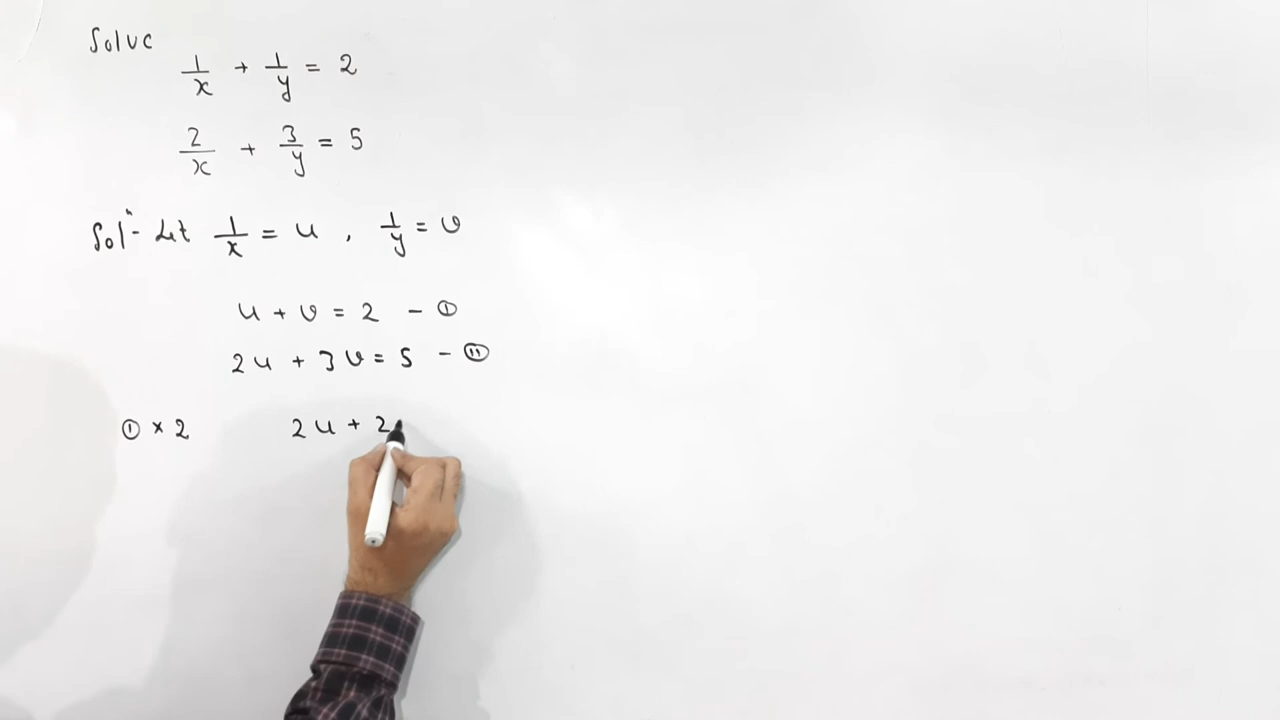 Solve
1/x + 1/y = 2
2/x + 3/y = 5
Solⁿ- Let 1/x = u , 1/y = v
u + v = 2 - ①
2u + 3v = 5 - ⑪
① × 2 2u + 2